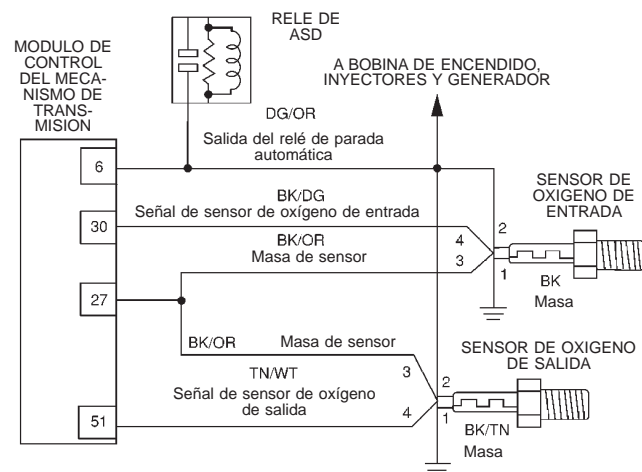 RELE DE
ASD
MODULO DE
CONTROL
DEL MECA-
NISMO DE
TRANS-
MISION
A BOBINA DE ENCENDIDO,
INYECTORES Y GENERADOR
DG/OR
Salida del relé de parada
automática
6
SENSOR DE
OXIGENO DE
ENTRADA
BK/DG
Señal de sensor de oxígeno de entrada
30
2
4
BK/OR
Masa de sensor
3
1
BK
Masa
27
BK/OR
Masa de sensor
SENSOR DE OXIGENO
DE SALIDA
3
2
TN/WT
Señal de sensor de oxígeno
de salida
4
1
51
BK/TN
Masa